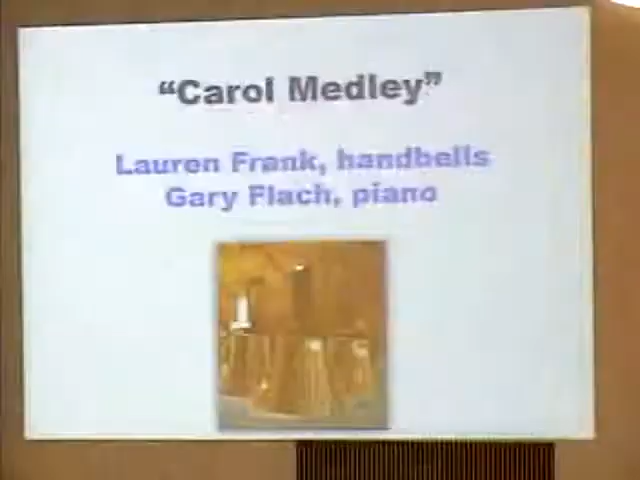 “Carol Medley”
Lauren Frank, handbells
Gary Flach, piano